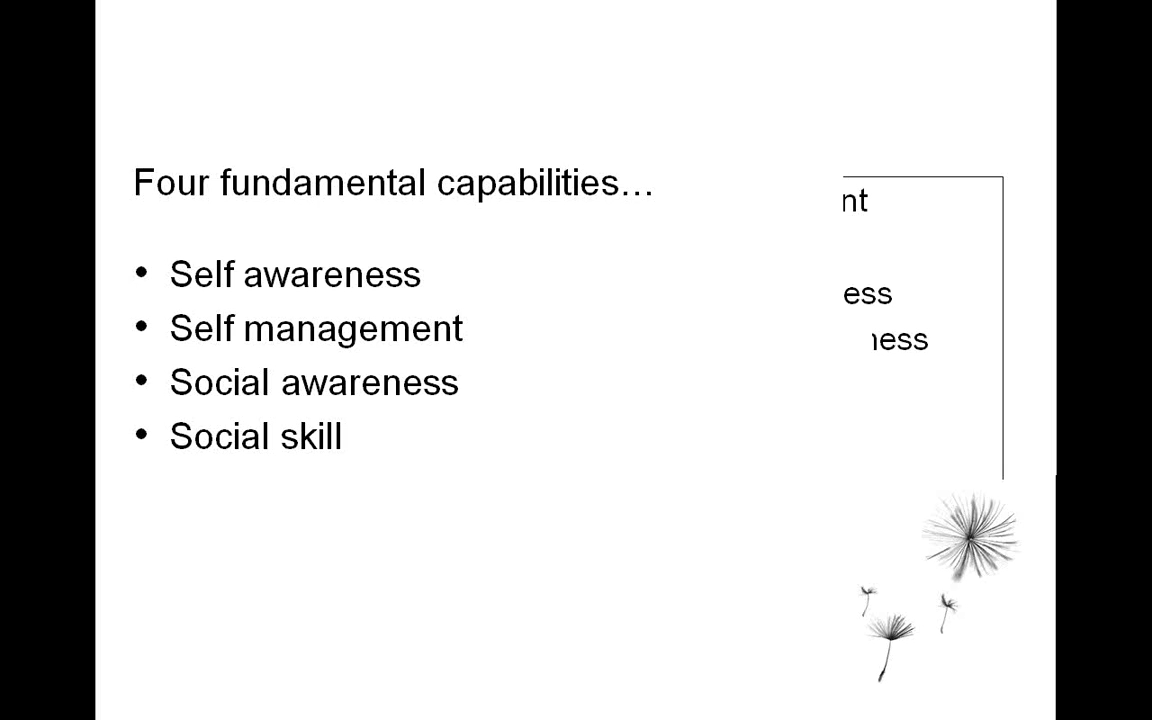 Four fundamental capabilities…
• Self awareness
• Self management
• Social awareness
• Social skill